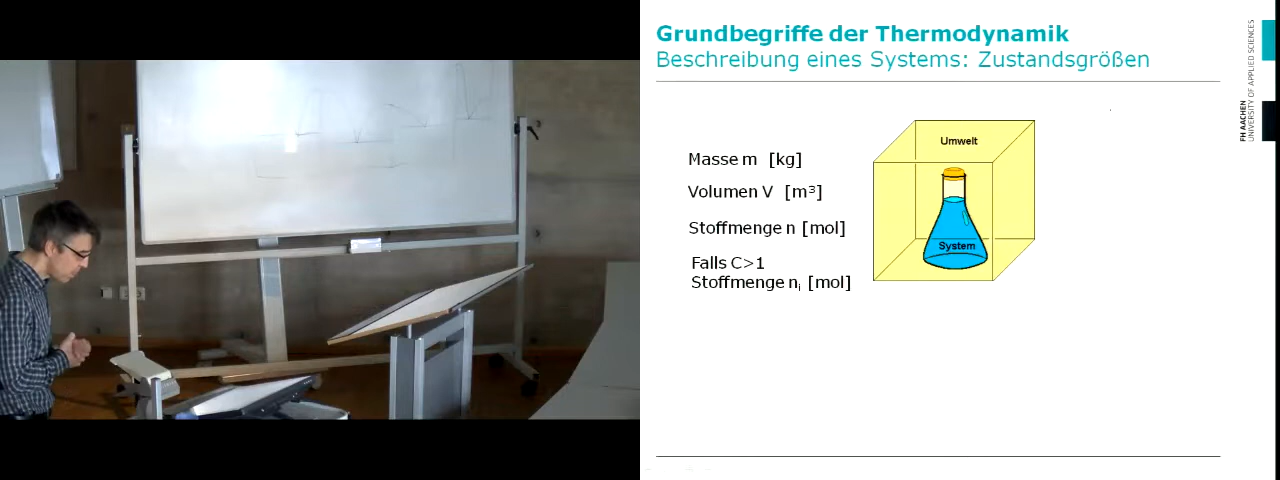 Grundbegriffe der Thermodynamik
Beschreibung eines Systems: Zustandsgrößen
Masse m [kg]
Volumen V [m³]
Stoffmenge n [mol]
Falls C>1
Stoffmenge nᵢ [mol]
Umwelt
System
FH AACHEN
UNIVERSITY OF APPLIED SCIENCES